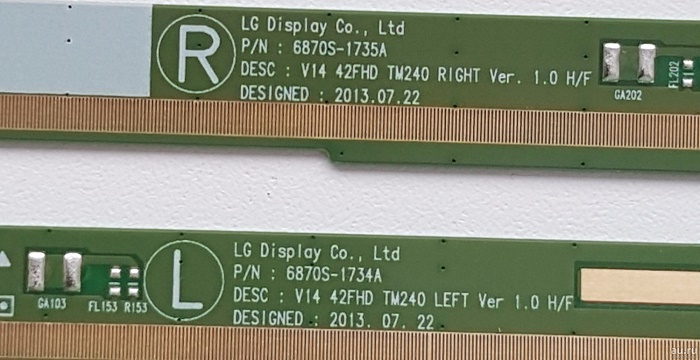 R
LG Display Co., Ltd
P/N : 6870S-1735A
DESC : V14 42FHD TM240 RIGHT Ver. 1.0 H/F
DESIGNED : 2013.07.22
GA202
FL202
L
LG Display Co., Ltd
P/N : 6870S-1734A
DESC : V14 42FHD TM240 LEFT Ver 1.0 H/F
DESIGNED : 2013. 07. 22
GA103
FL153 R153